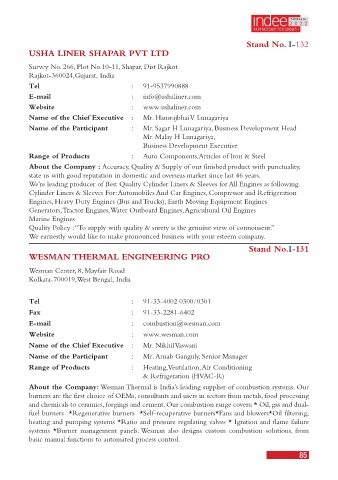 indee
Stand No. I-132
USHA LINER SHAPAR PVT LTD
Survey No. 266, Plot No.10-11, Shapar, Dist Rajkot
Rajkot-360024,Gujarat, India
Tel : 91-9537990888
E-mail : info@ushaliner.com
Website : www.ushaliner.com
Name of the Chief Executive : Mr. Hansrajbhai V Lunagariya
Name of the Participant : Mr. Sagar H Lunagariya, Business Development Head
Mr. Malay H Lunagariya,
Business Development Executive
Range of Products : Auto Components,Articles of Iron & Steel
About the Company : Accuracy, Quality & Supply of our finished product with punctuality,
state us with good reputation in domestic and overseas market since last 46 years.
We're leading producer of Best Quality Cylinder Liners & Sleeves for All Engines as following.
Cylinder Liners & Sleeves For: Automobiles And Car Engines, Compressor and Refrigeration
Engines, Heavy Duty Engines (Bus and Trucks), Earth Moving Equipment Engines
Generators,Tractor Engines,Water Outboard Engines,Agricultural Oil Engines
Marine Engines
Quality Policy :"To supply with quality & surety is the genuine view of connoisseur."
We earnestly would like to make pronounced business with your esteem company.
Stand No.I-131
WESMAN THERMAL ENGINEERING PRO
Wesman Center, 8, Mayfair Road
Kolkata-700019,West Bengal, India
Tel : 91-33-4002 0300/0301
Fax : 91-33-2281-6402
E-mail : combustion@wesman.com
Website : www.wesman.com
Name of the Chief Executive : Mr. Nikhil Vaswani
Name of the Participant : Mr. Arnab Ganguly, Senior Manager
Range of Products : Heating,Ventilation,Air Conditioning
& Refrigeration (HVAC-R)
About the Company: Wesman Thermal is India's leading supplier of combustion systems. Our
burners are the first choice of OEMs, consultants and users in sectors from metals, food processing
and chemicals to ceramics, forgings and cement. Our combustion range covers: * Oil, gas and dual-
fuel burners *Regenerative burners *Self-recuperative burners*Fans and blowers*Oil filtering,
heating and pumping systems *Ratio and pressure regulating valves * Ignition and flame failure
systems *Burner management panels. Wesman also designs custom combustion solutions, from
basic manual functions to automated process control.
85